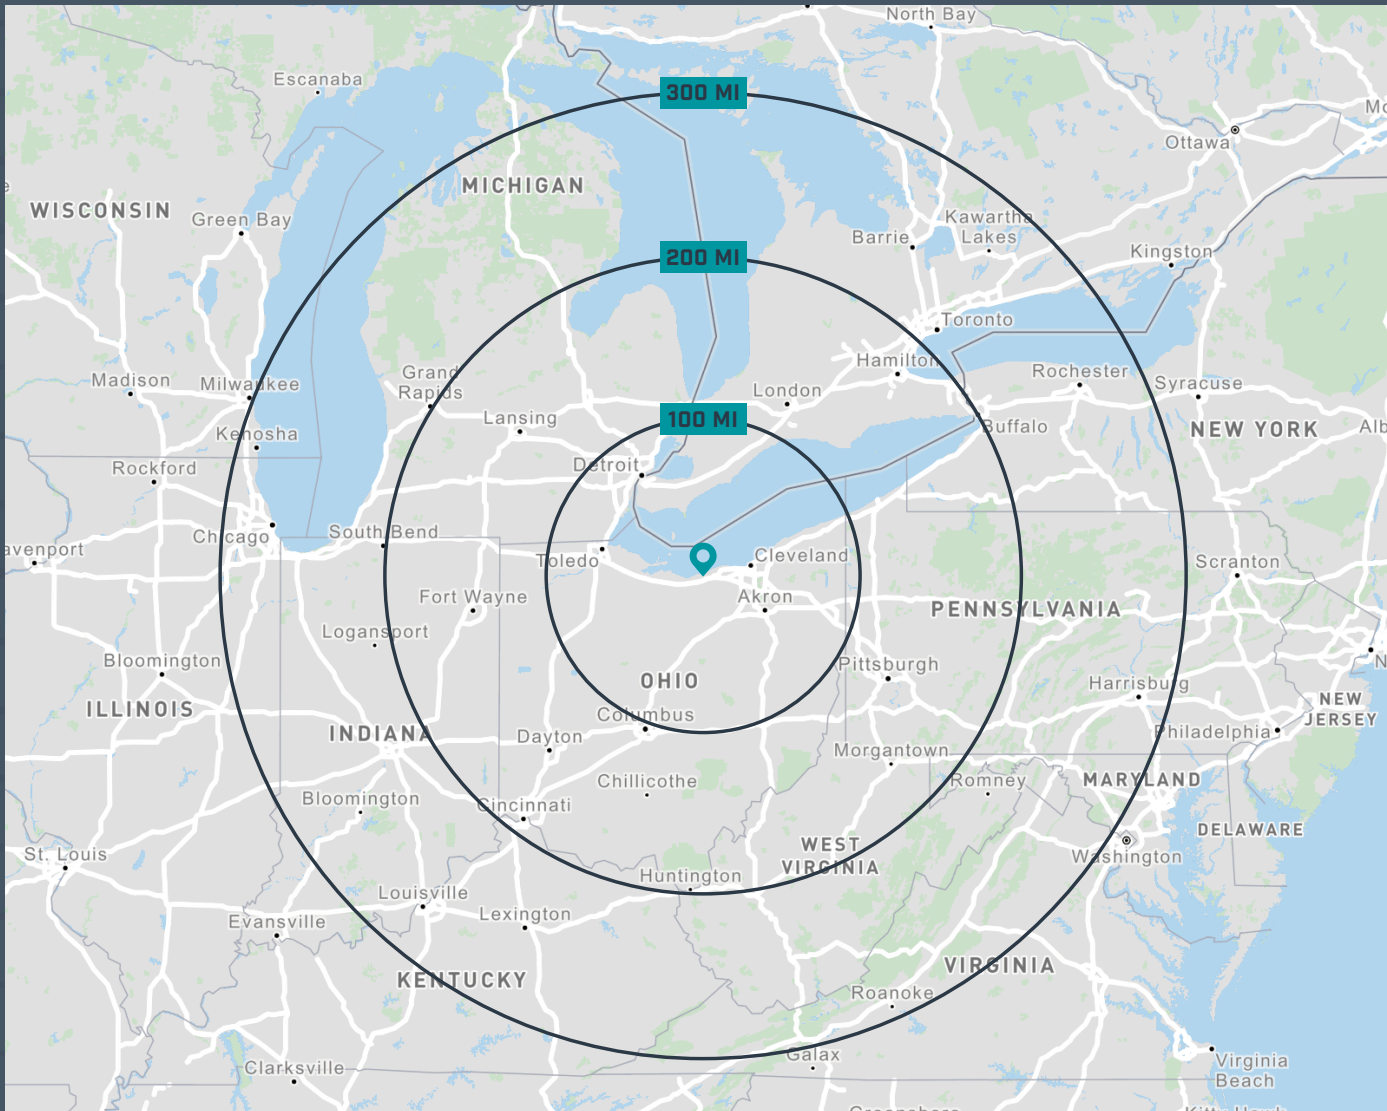 North Bay
Escanaba
300 MI
Ottawa
MICHIGAN
WISCONSIN
Green Bay
Kawartha
Lakes
Barrie
Kingston
200 MI
Toronto
Hamilton
Grand
Rapids
Madison
Milwaukee
London
Rochester
Syracuse
100 MI
Lansing
Buffalo
NEW YORK
Alb
Kenosha
Rockford
Detroit
Chicago
South Bend
avenport
Toledo
Cleveland
Scranton
Fort Wayne
Akron
PENNSYLVANIA
Logansport
Bloomington
Pittsburgh
OHIO
Harrisburg
N
NEW
JERSEY
ILLINOIS
Columbus
INDIANA
Dayton
Morgantown
Philadelphia
Chillicothe
Romney
MARYLAND
Bloomington
Cincinnati
DELAWARE
WEST
VIRGINIA
St. Louis
Washington
Huntington
Louisville
Lexington
Evansville
KENTUCKY
VIRGINIA
Roanoke
Galax
Clarksville
Virginia
Beach